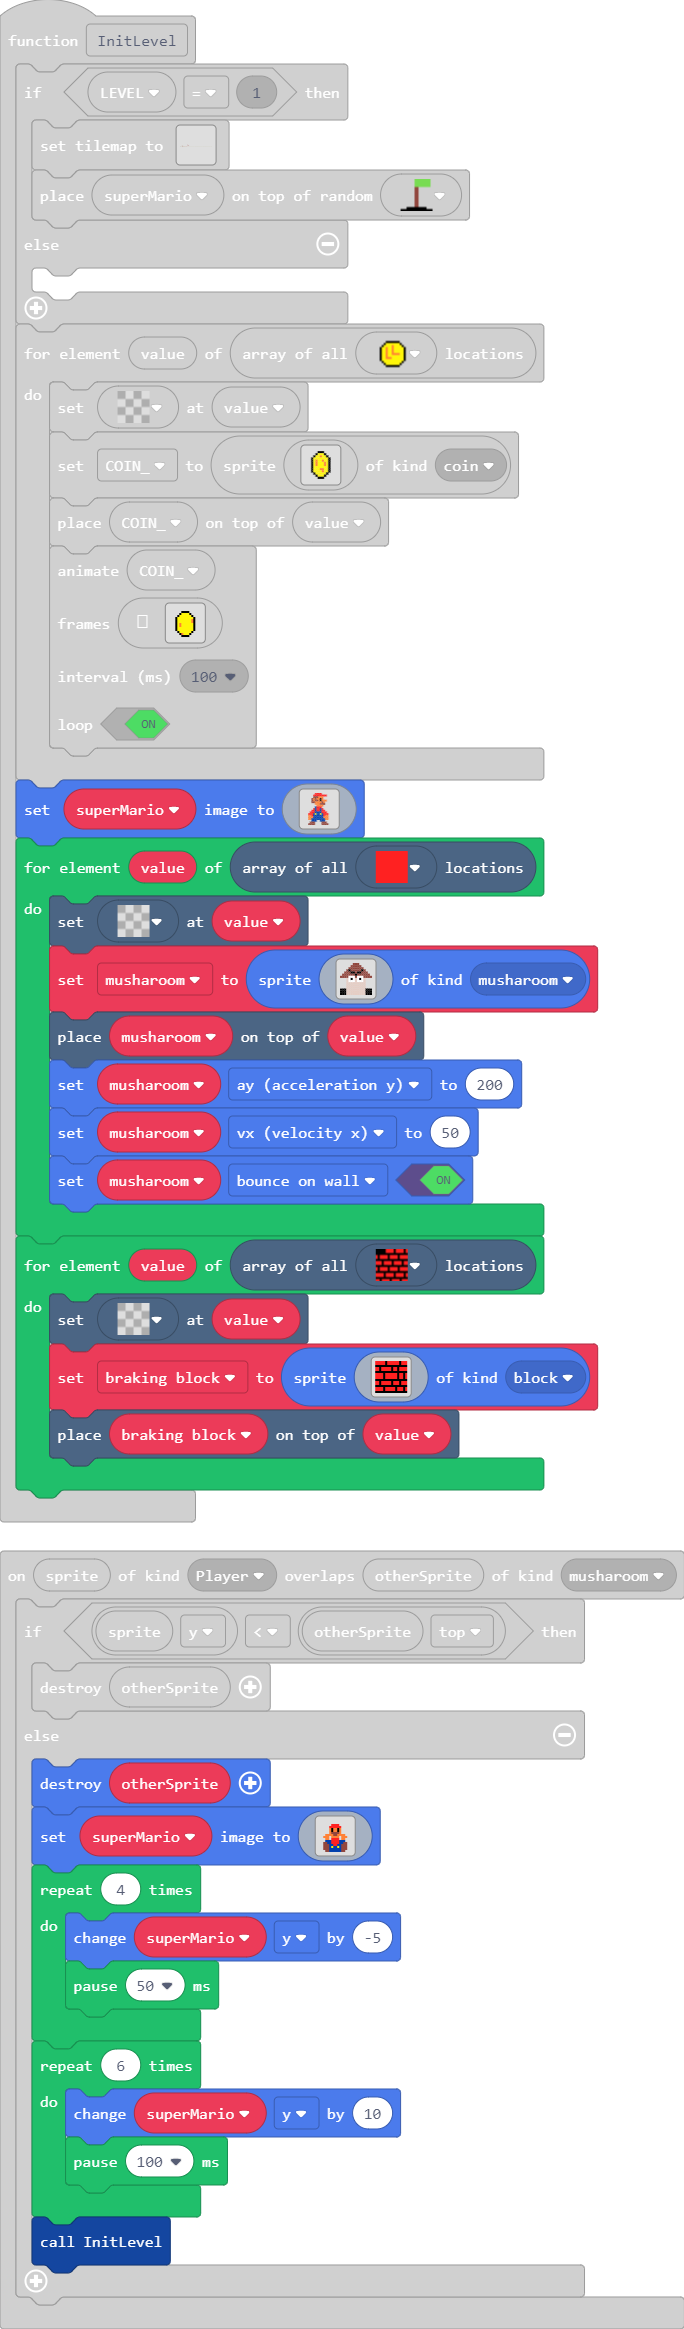 function InitLevel
if LEVEL = 1 then
set tilemap to
place superMario on top of random
else
for element value of array of all locations
do
set at value
set COIN_ to sprite of kind coin
place COIN_ on top of value
animate COIN_
frames
interval (ms) 100
loop ON
set superMario image to
for element value of array of all locations
do
set at value
set musharoom to sprite of kind musharoom
place musharoom on top of value
set musharoom ay (acceleration y) to 200
set musharoom vx (velocity x) to 50
set musharoom bounce on wall ON
for element value of array of all locations
do
set at value
set braking block to sprite of kind block
place braking block on top of value
on sprite of kind Player overlaps otherSprite of kind musharoom
if sprite y < otherSprite top then
destroy otherSprite
else
destroy otherSprite
set superMario image to
repeat 4 times
do
change superMario y by -5
pause 50 ms
repeat 6 times
do
change superMario y by 10
pause 100 ms
call InitLevel